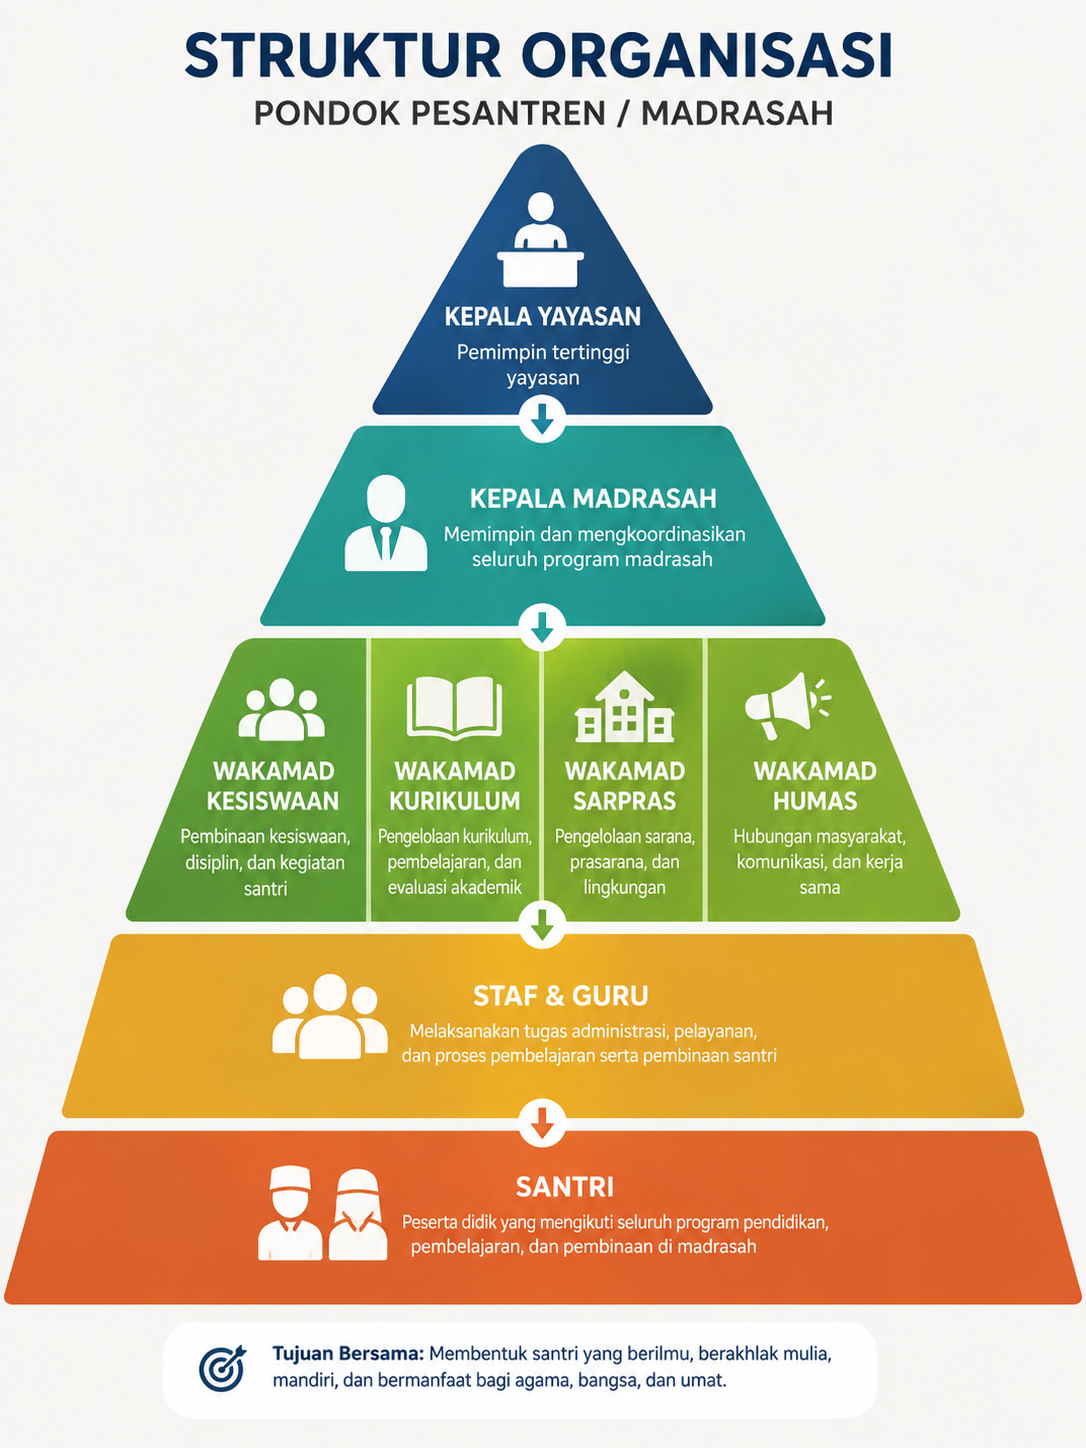 STRUKTUR ORGANISASI
PONDOK PESANTREN / MADRASAH
KEPALA YAYASAN
Pemimpin tertinggi
yayasan
KEPALA MADRASAH
Memimpin dan mengkoordinasikan
seluruh program madrasah
WAKAMAD
KESISWAAN
Pembinaan kesiswaan,
disiplin, dan kegiatan
santri
WAKAMAD
KURIKULUM
Pengelolaan kurikulum,
pembelajaran, dan
evaluasi akademik
WAKAMAD
SARPRAS
Pengelolaan sarana,
prasarana, dan
lingkungan
WAKAMAD
HUMAS
Hubungan masyarakat,
komunikasi, dan kerja
sama
STAF & GURU
Melaksanakan tugas administrasi, pelayanan,
dan proses pembelajaran serta pembinaan santri
SANTRI
Peserta didik yang mengikuti seluruh program pendidikan,
pembelajaran, dan pembinaan di madrasah
Tujuan Bersama: Membentuk santri yang berilmu, berakhlak mulia,
mandiri, dan bermanfaat bagi agama, bangsa, dan umat.